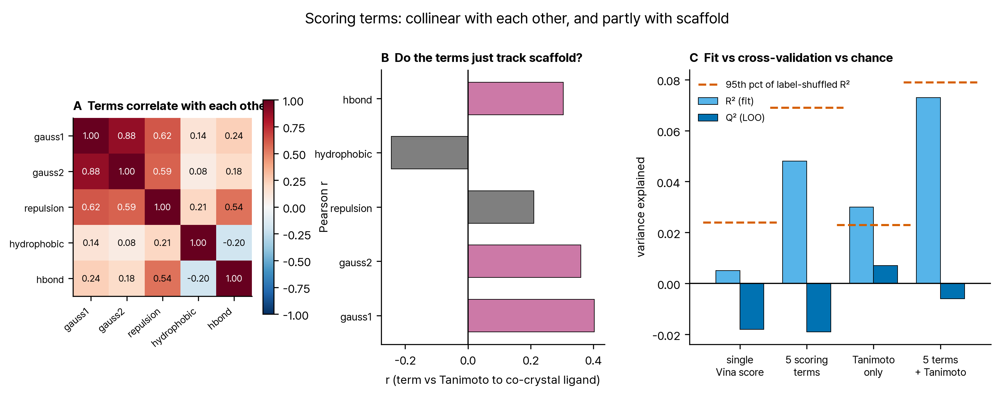 Scoring terms: collinear with each other, and partly with scaffold
A Terms correlate with each othe
gauss1
gauss2
repulsion
hydrophobic
hbond
1.00 0.88 0.62 0.14 0.24
0.88 1.00 0.59 0.08 0.18
0.62 0.59 1.00 0.21 0.54
0.14 0.08 0.21 1.00 -0.20
0.24 0.18 0.54 -0.20 1.00
gauss1
gauss2
repulsion
hydrophobic
hbond
1.00
0.75
0.50
0.25
0.00
-0.25
-0.50
-0.75
-1.00
Pearson r
B Do the terms just track scaffold?
hbond
hydrophobic
repulsion
gauss2
gauss1
-0.2 0.0 0.2 0.4
r (term vs Tanimoto to co-crystal ligand)
C Fit vs cross-validation vs chance
95th pct of label-shuffled R²
R² (fit)
Q² (LOO)
variance explained
0.08
0.06
0.04
0.02
0.00
-0.02
single
Vina score
5 scoring
terms
Tanimoto
only
5 terms
+ Tanimoto